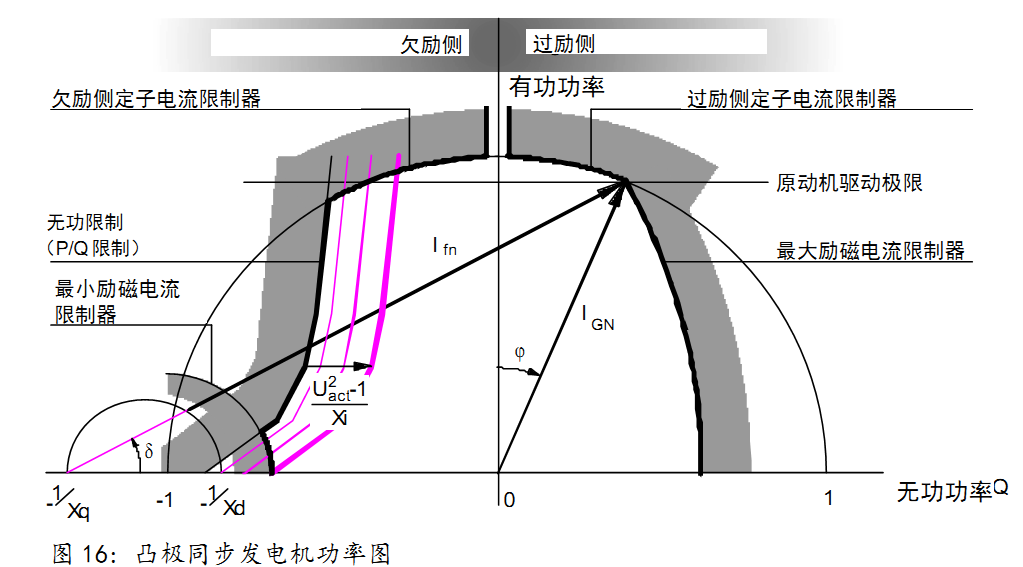 欠励侧
过励侧
有功功率
欠励侧定子电流限制器
过励侧定子电流限制器
原动机驱动极限
无功限制
（P/Q限制）
I fn
最大励磁电流限制器
最小励磁电流
限制器
I GN
φ
U²act-1
Xi
δ
-1/Xq
-1
-1/Xd
0
1
无功功率Q
图 16：凸极同步发电机功率图